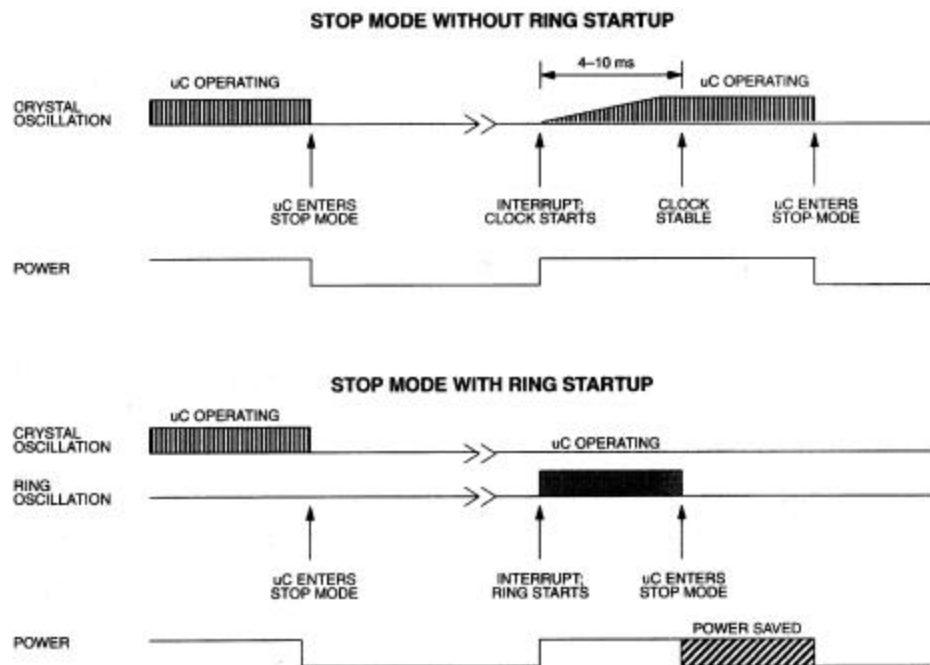 STOP MODE WITHOUT RING STARTUP
4–10 ms
uC OPERATING
uC OPERATING
CRYSTAL
OSCILLATION
uC ENTERS
STOP MODE
INTERRUPT;
CLOCK STARTS
CLOCK
STABLE
uC ENTERS
STOP MODE
POWER
STOP MODE WITH RING STARTUP
uC OPERATING
CRYSTAL
OSCILLATION
uC OPERATING
RING
OSCILLATION
uC ENTERS
STOP MODE
INTERRUPT;
RING STARTS
uC ENTERS
STOP MODE
POWER SAVED
POWER